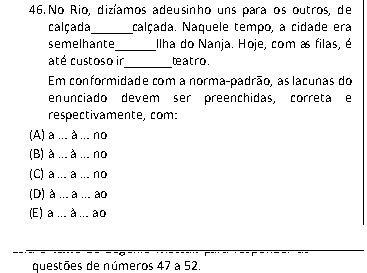 46. No Rio, dizíamos adeusinho uns para os outros, de
calçada_______calçada. Naquele tempo, a cidade era
semelhante_______Ilha do Nanja. Hoje, com as filas, é
até custoso ir________teatro.
Em conformidade com a norma-padrão, as lacunas do
enunciado devem ser preenchidas, correta e
respectivamente, com:
(A) a ... à ... no
(B) à ... à ... no
(C) a ... a ... no
(D) à ... a ... ao
(E) a ... à ... ao
questões de números 47 a 52.